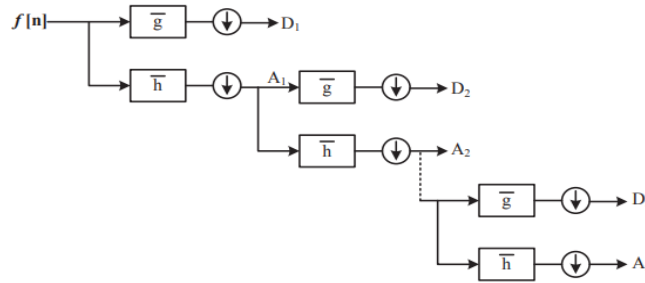 f[n] g̅ D₁
h̅ A₁ g̅ D₂
h̅ A₂
g̅ D
h̅ A